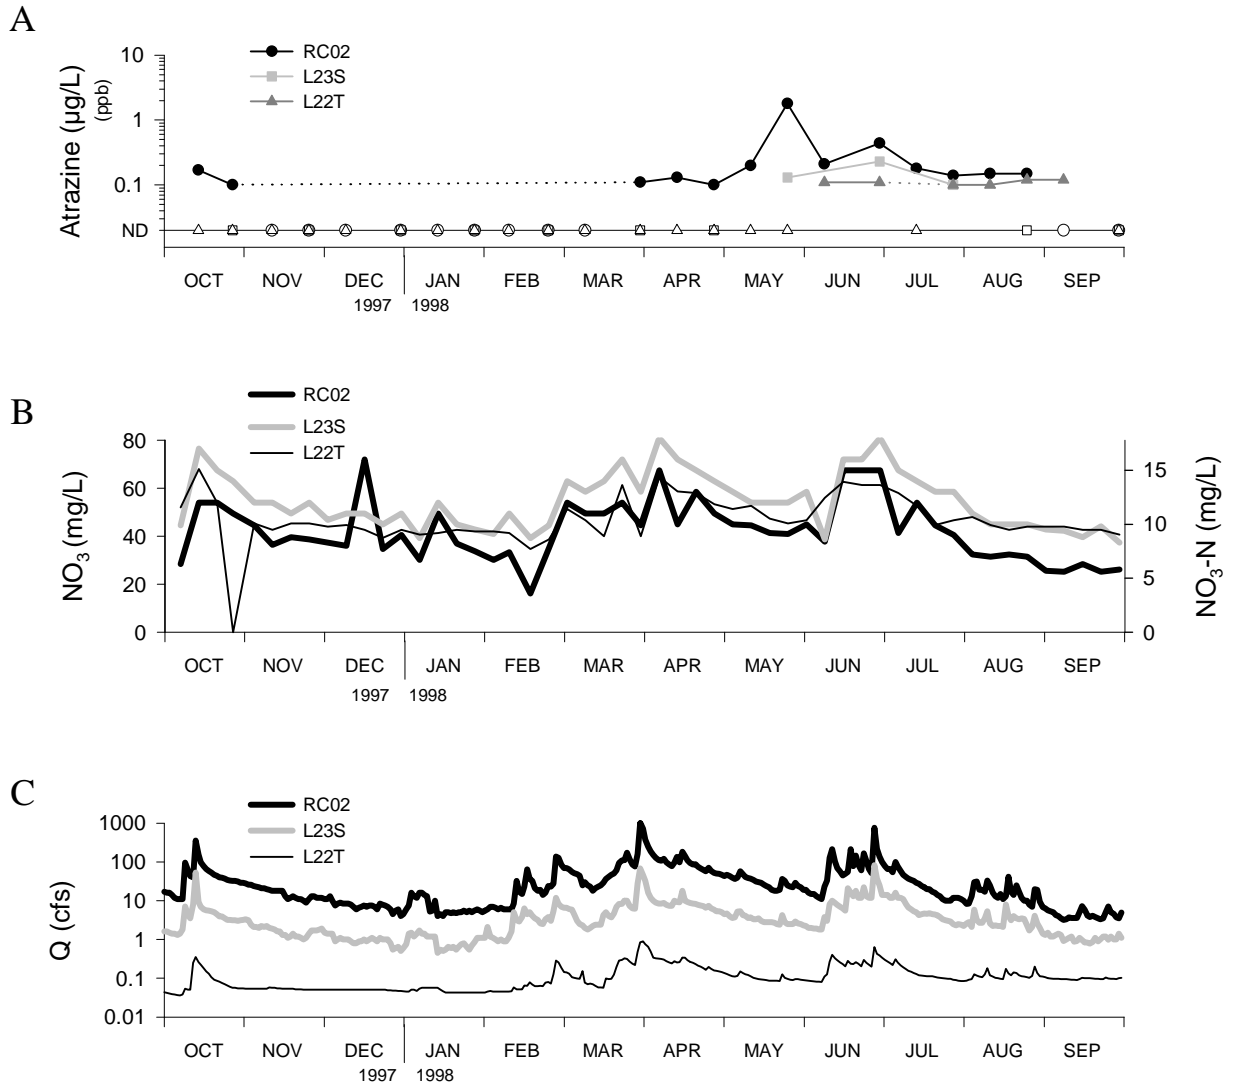 A
RC02
L23S
L22T
Atrazine (µg/L)
(ppb)
10
1
0.1
ND
OCT NOV DEC JAN FEB MAR APR MAY JUN JUL AUG SEP
1997 1998
B
RC02
L23S
L22T
NO3 (mg/L)
80
60
40
20
0
15
10
5
0
NO3-N (mg/L)
OCT NOV DEC JAN FEB MAR APR MAY JUN JUL AUG SEP
1997 1998
C
RC02
L23S
L22T
Q (cfs)
1000
100
10
1
0.1
0.01
OCT NOV DEC JAN FEB MAR APR MAY JUN JUL AUG SEP
1997 1998